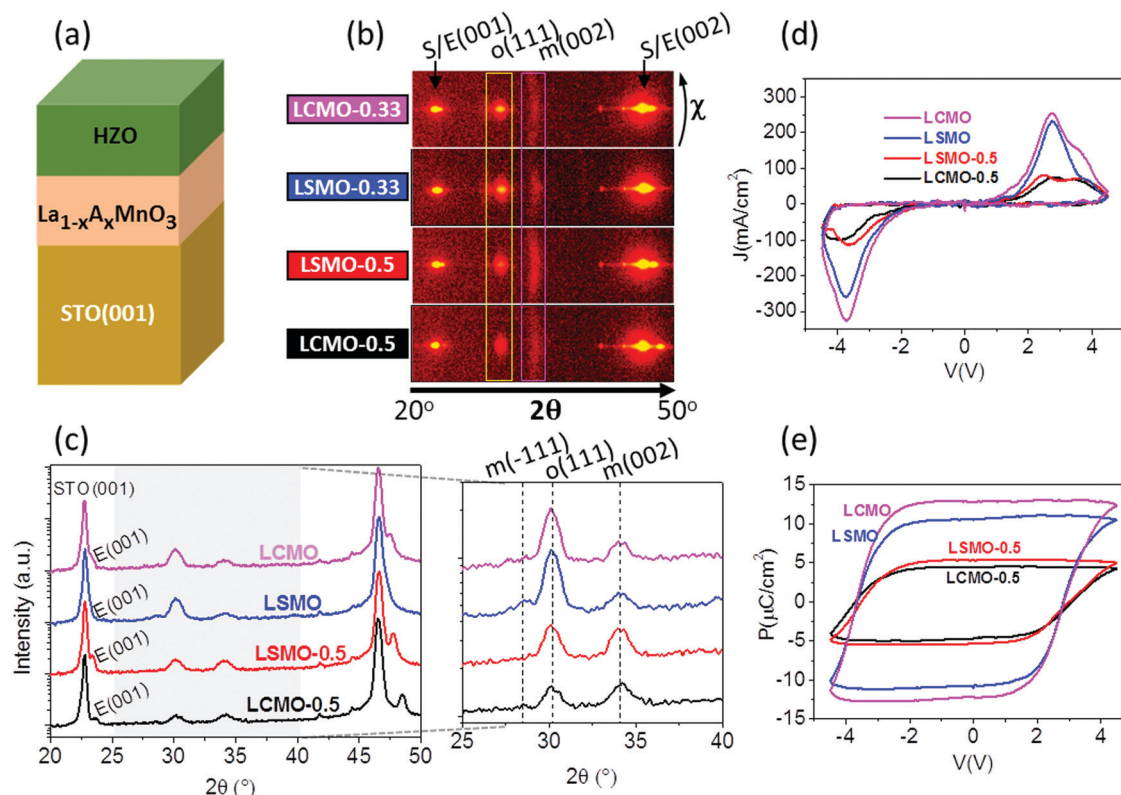 (a)
HZO
La1-xAxMnO3
STO(001)
(b)
S/E(001)
o(111)
m(002)
S/E(002)
LCMO-0.33
LSMO-0.33
LSMO-0.5
LCMO-0.5
χ
20º
2θ
50º
(c)
STO(001)
E(001)
LCMO
E(001)
LSMO
E(001)
LSMO-0.5
E(001)
LCMO-0.5
Intensity (a.u.)
20 25 30 35 40 45 50
2θ (°)
m(-111)
o(111)
m(002)
25 30 35 40
2θ (°)
(d)
LCMO
LSMO
LSMO-0.5
LCMO-0.5
J(mA/cm2)
300
200
100
0
-100
-200
-300
-4 -2 0 2 4
V(V)
(e)
LCMO
LSMO
LSMO-0.5
LCMO-0.5
P(μC/cm2)
15
10
5
0
-5
-10
-15
-4 -2 0 2 4
V(V)